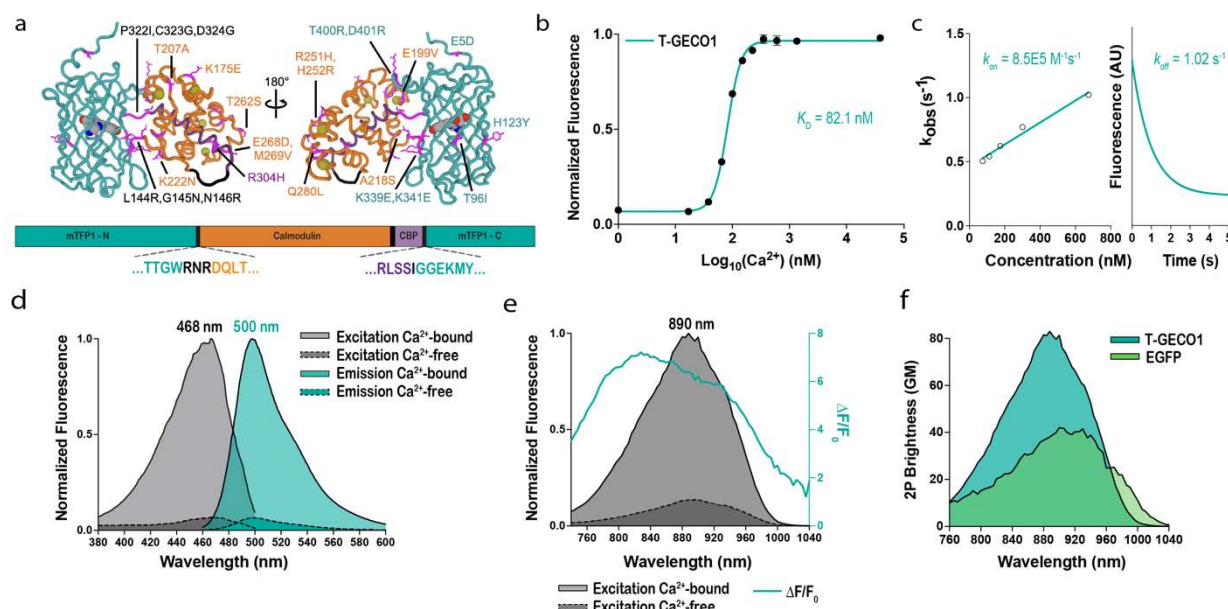 a
P322I,C323G,D324G
T207A
K175E
180°
T262S
E268D,
M269V
R304H
K222N
L144R,G145N,N146R
T400R,D401R
E5D
R251H,
H252R
E199V
H123Y
Q280L
A218S
K339E,K341E
T96I
mTFP1 - N
Calmodulin
CBP
mTFP1 - C
...TTGWRNRDQLT...
...RLSSIGGEKMY...
b
Normalized Fluorescence
1.0
0.5
0.0
T-GECO1
KD = 82.1 nM
0 1 2 3 4 5
Log10(Ca2+) (nM)
c
kobs (s-1)
1.5
1.0
0.5
0.0
kon = 8.5E5 M-1s-1
0 200 400 600 800
Concentration (nM)
Fluorescence (AU)
koff = 1.02 s-1
0 1 2 3 4 5
Time (s)
d
468 nm 500 nm
Normalized Fluorescence
1.0
0.5
0.0
380 400 420 440 460 480 500 520 540 560 580 600
Wavelength (nm)
Excitation Ca2+-bound
Excitation Ca2+-free
Emission Ca2+-bound
Emission Ca2+-free
e
890 nm
Normalized Fluorescence
1.0
0.5
0.0
8
6
4
2
0
ΔF/F0
740 800 840 880 920 960 1000 1040
Wavelength (nm)
Excitation Ca2+-bound
ΔF/F0
Excitation Ca2+-free
f
2P Brightness (GM)
80
60
40
20
0
T-GECO1
EGFP
760 800 840 880 920 960 1000 1040
Wavelength (nm)